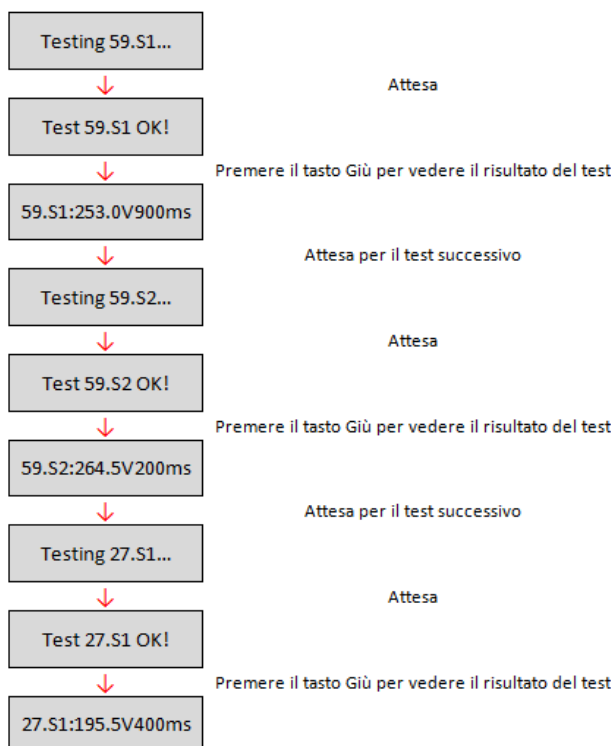 Testing 59.S1...
Attesa
Test 59.S1 OK!
Premere il tasto Giù per vedere il risultato del test
59.S1:253.0V900ms
Attesa per il test successivo
Testing 59.S2...
Attesa
Test 59.S2 OK!
Premere il tasto Giù per vedere il risultato del test
59.S2:264.5V200ms
Attesa per il test successivo
Testing 27.S1...
Attesa
Test 27.S1 OK!
Premere il tasto Giù per vedere il risultato del test
27.S1:195.5V400ms